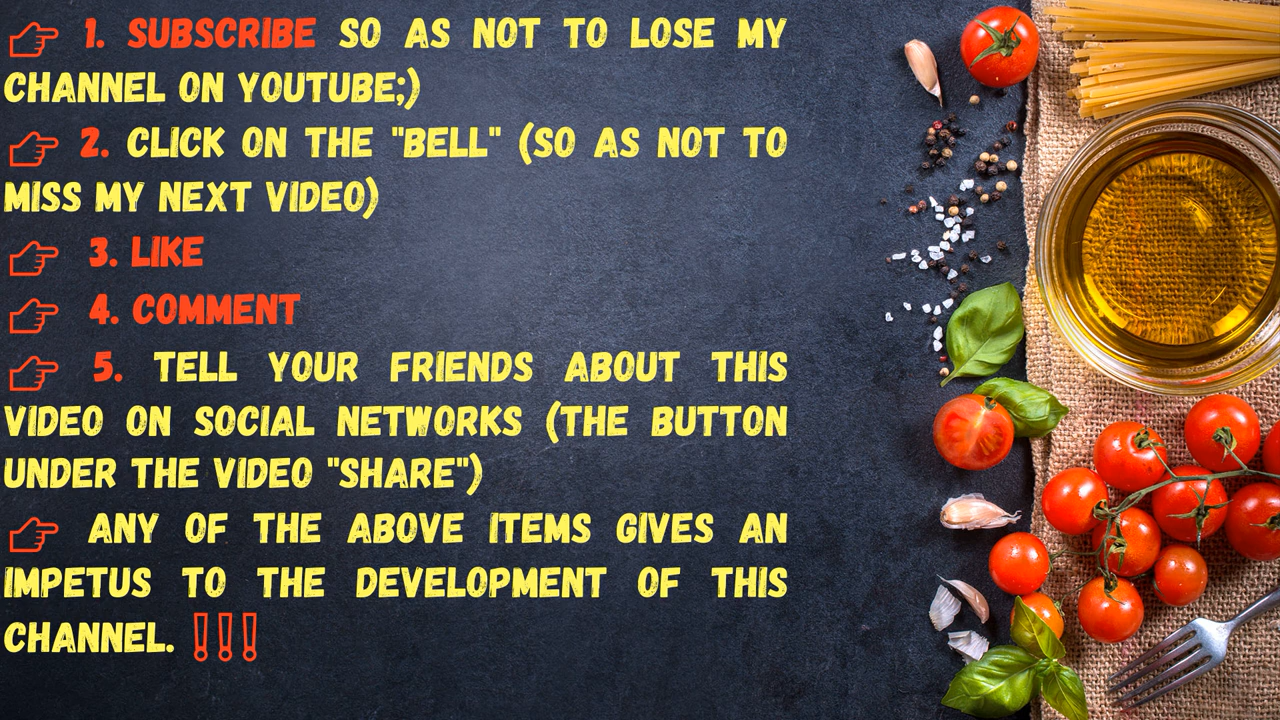 👉 1. SUBSCRIBE SO AS NOT TO LOSE MY
CHANNEL ON YOUTUBE;)
👉 2. CLICK ON THE "BELL" (SO AS NOT TO
MISS MY NEXT VIDEO)
👉 3. LIKE
👉 4. COMMENT
👉 5. TELL YOUR FRIENDS ABOUT THIS
VIDEO ON SOCIAL NETWORKS (THE BUTTON
UNDER THE VIDEO "SHARE")
👉 ANY OF THE ABOVE ITEMS GIVES AN
IMPETUS TO THE DEVELOPMENT OF THIS
CHANNEL. ❗❗❗